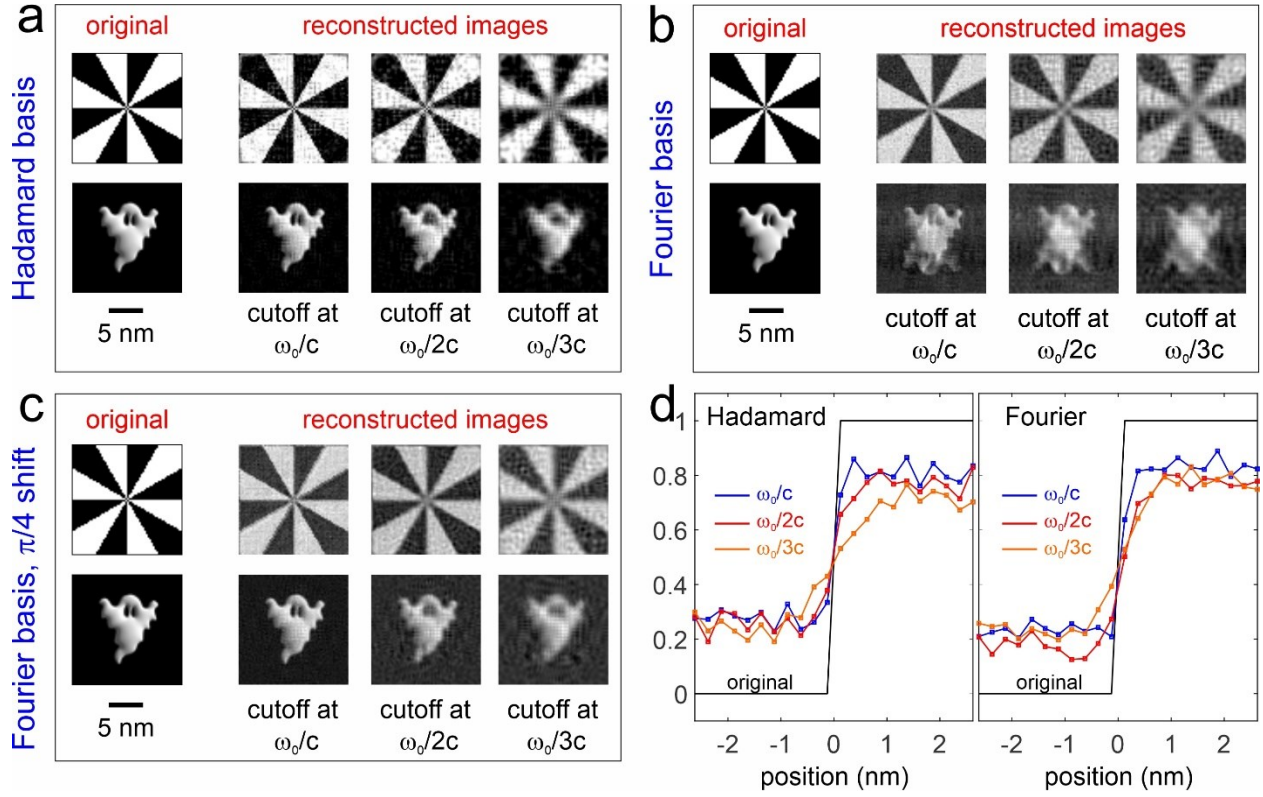 a
Hadamard basis
original
reconstructed images
5 nm
cutoff at
ω₀/c
cutoff at
ω₀/2c
cutoff at
ω₀/3c
b
Fourier basis
original
reconstructed images
5 nm
cutoff at
ω₀/c
cutoff at
ω₀/2c
cutoff at
ω₀/3c
c
Fourier basis, π/4 shift
original
reconstructed images
5 nm
cutoff at
ω₀/c
cutoff at
ω₀/2c
cutoff at
ω₀/3c
d
1
0.8
0.6
0.4
0.2
0
Hadamard
ω₀/c
ω₀/2c
ω₀/3c
original
-2 -1 0 1 2
position (nm)
Fourier
ω₀/c
ω₀/2c
ω₀/3c
original
-2 -1 0 1 2
position (nm)